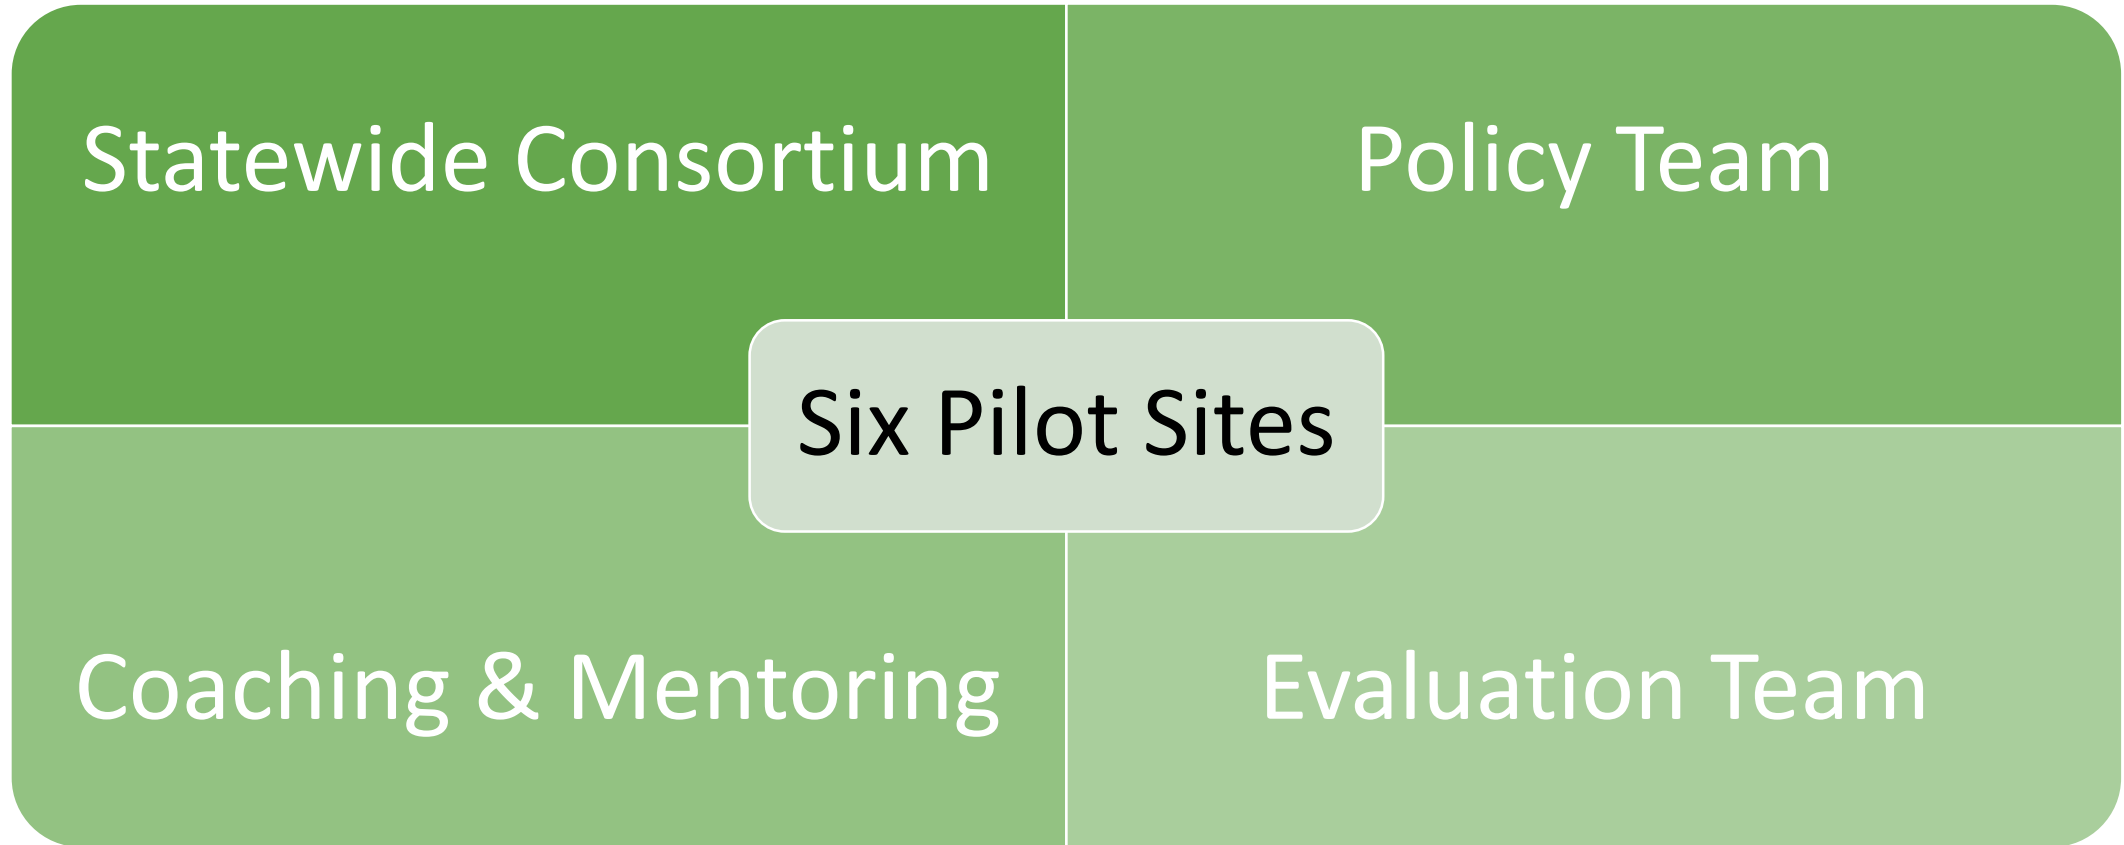 Statewide Consortium
Policy Team
Six Pilot Sites
Coaching & Mentoring
Evaluation Team